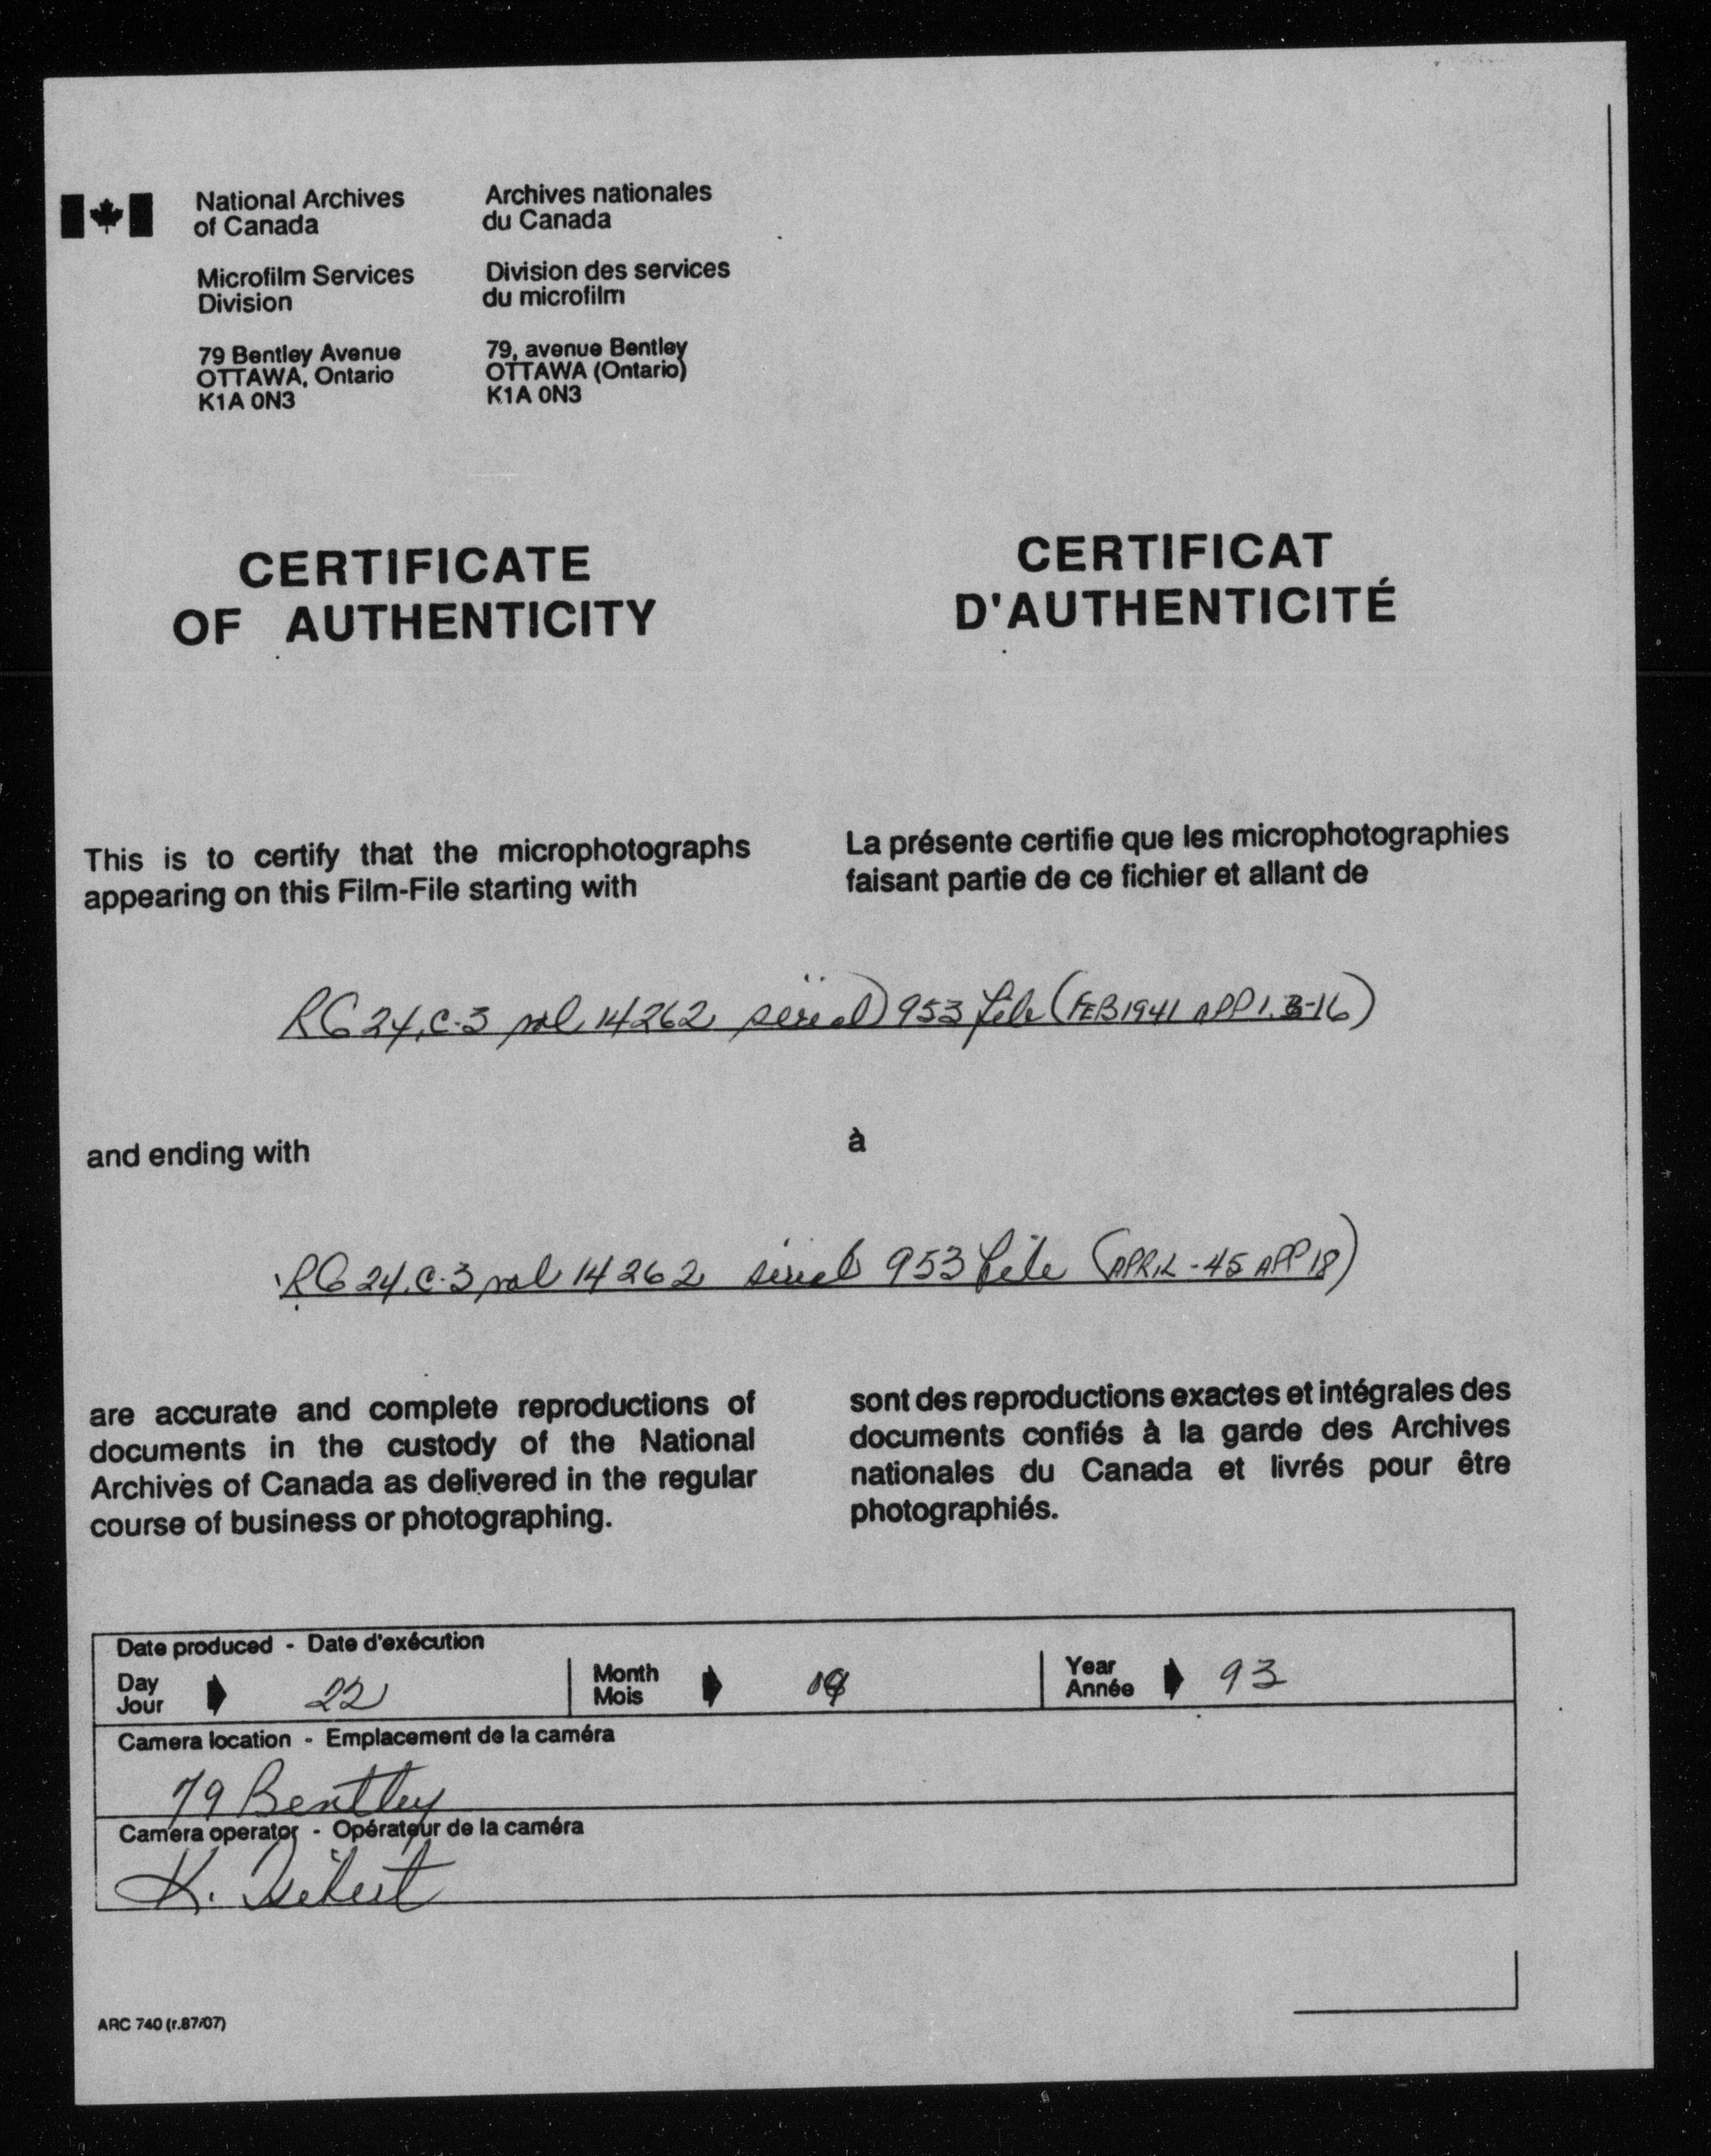 National Archives
of Canada
Archives nationales
du Canada
Microfilm Services
Division
Division des services
du microfilm
79 Bentley Avenue
OTTAWA, Ontario
K1A 0N3
79, avenue Bentley
OTTAWA (Ontario)
K1A 0N3
CERTIFICATE
OF AUTHENTICITY
CERTIFICAT
D'AUTHENTICITÉ
This is to certify that the microphotographs
appearing on this Film-File starting with
La présente certifie que les microphotographies
faisant partie de ce fichier et allant de
RG 24, C-3 vol 14262 serial 953 file (FEB 1941 APP 1. B-16)
and ending with
à
RG 24, C-3 vol 14262 serial 953 file (APRIL -45 APP 18)
are accurate and complete reproductions of
documents in the custody of the National
Archives of Canada as delivered in the regular
course of business or photographing.
sont des reproductions exactes et intégrales des
documents confiés à la garde des Archives
nationales du Canada et livrés pour être
photographiés.
Date produced - Date d'exécution
Day
Jour
22
Month
Mois
Year
Année
93
Camera location - Emplacement de la caméra
79 Bentley
Camera operator - Opérateur de la caméra
K.
ARC 740 (r.87/07)